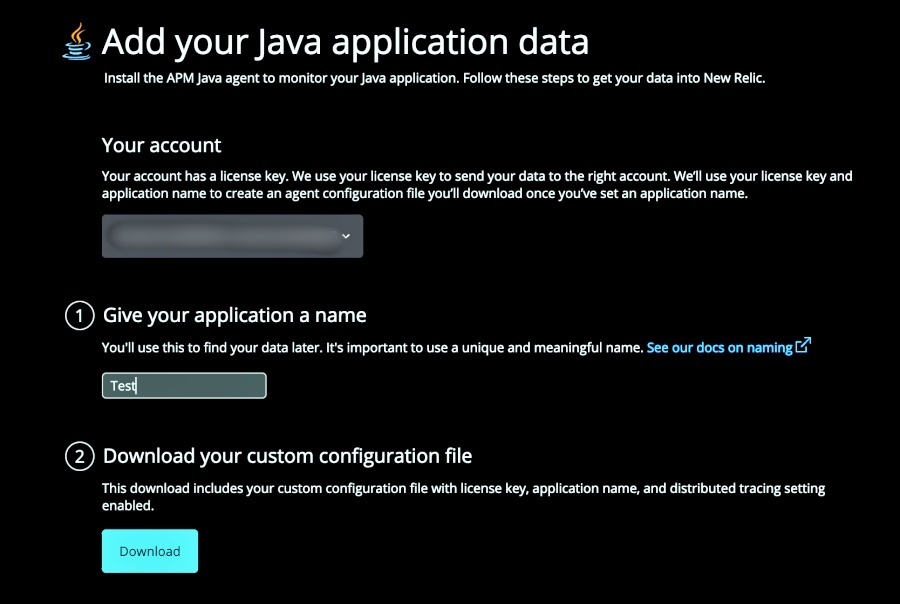 Add your Java application data
Install the APM Java agent to monitor your Java application. Follow these steps to get your data into New Relic.
Your account
Your account has a license key. We use your license key to send your data to the right account. We'll use your license key and
application name to create an agent configuration file you'll download once you've set an application name.
1 Give your application a name
You'll use this to find your data later. It's important to use a unique and meaningful name. See our docs on naming
Test
2 Download your custom configuration file
This download includes your custom configuration file with license key, application name, and distributed tracing setting
enabled.
Download